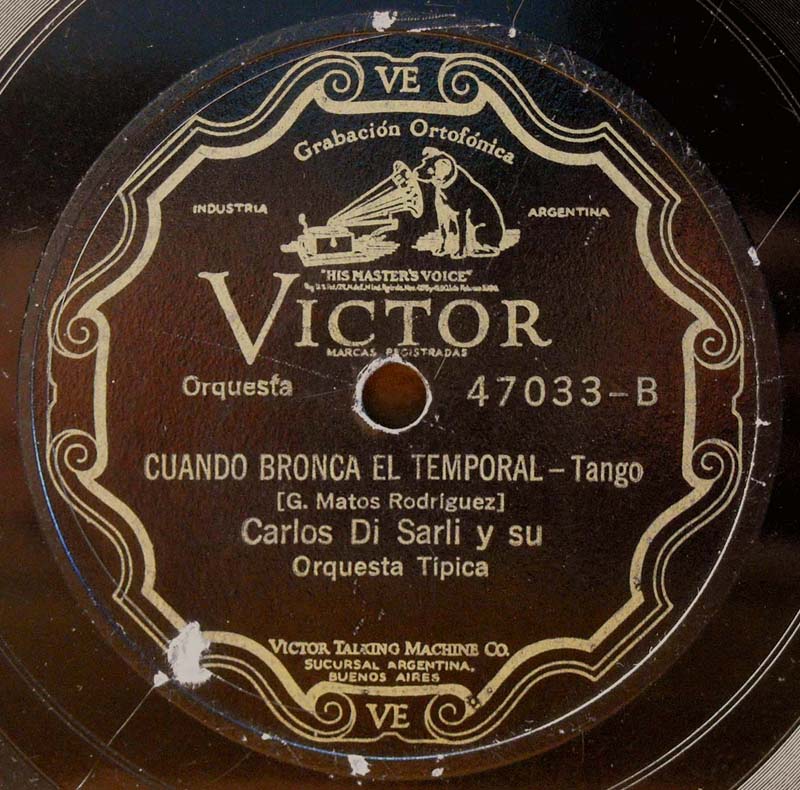 VE
Grabación Ortofónica
INDUSTRIA ARGENTINA
"HIS MASTER'S VOICE"
VICTOR
MARCAS REGISTRADAS
Orquesta 47033-B
CUANDO BRONCA EL TEMPORAL - Tango
[G. Matos Rodríguez]
Carlos Di Sarli y su
Orquesta Típica
VICTOR TALKING MACHINE CO.
SUCURSAL ARGENTINA,
BUENOS AIRES
VE